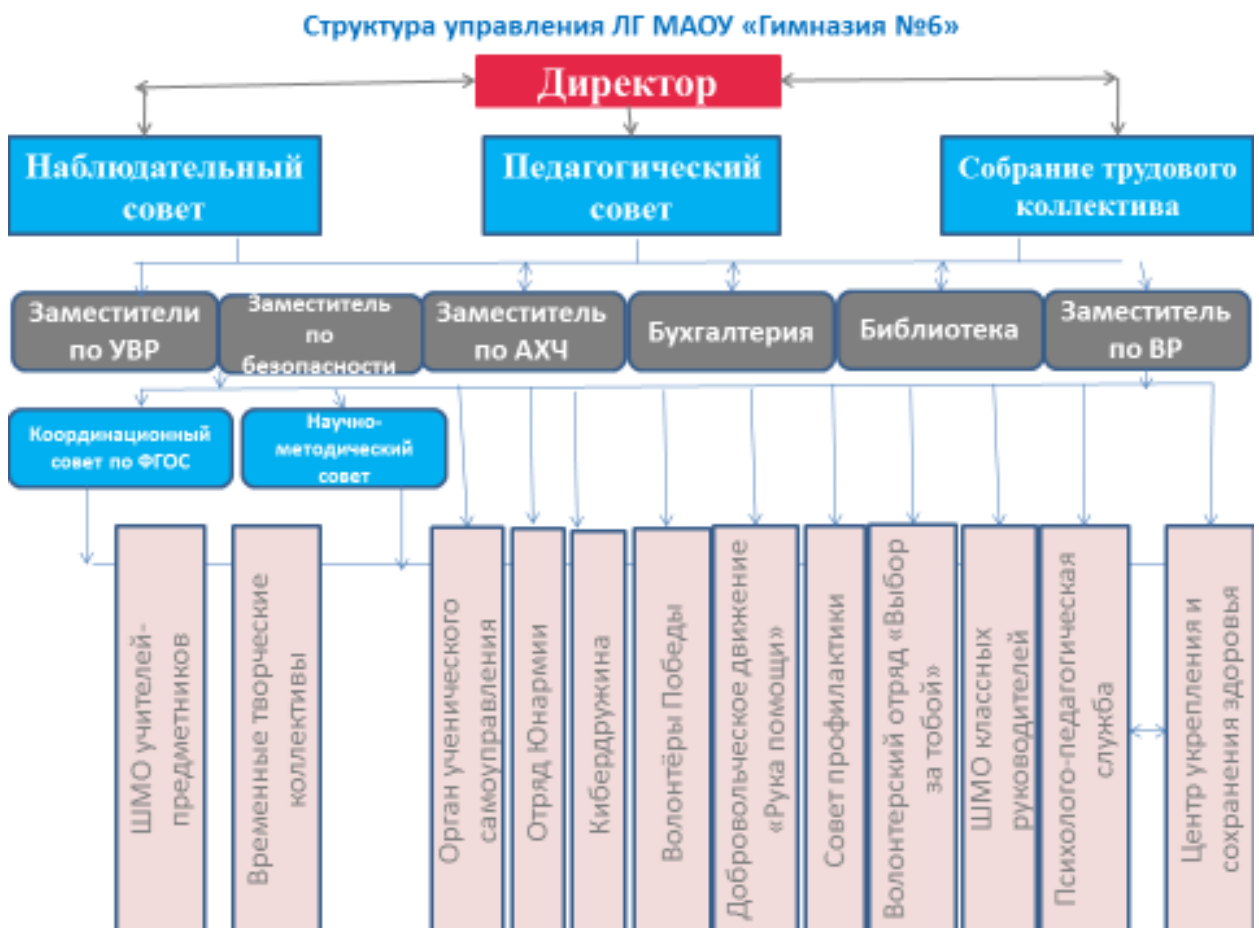 Структура управления ЛГ МАОУ «Гимназия №6»
Директор
Наблюдательный
совет
Педагогический
совет
Собрание трудового
коллектива
Заместители
по УВР
Заместитель
по
безопасности
Заместитель
по АХЧ
Бухгалтерия
Библиотека
Заместитель
по ВР
Координационный
совет по ФГОС
Научно-
методический
совет
ШМО учителей-
предметников
Временные творческие
коллективы
Орган ученического
самоуправления
Отряд Юнармии
Кибердружина
Волонтёры Победы
Добровольческое движение
«Рука помощи»
Совет профилактики
Волонтерский отряд «Выбор
за тобой»
ШМО классных
руководителей
Психолого-педагогическая
служба
Центр укрепления и
сохранения здоровья